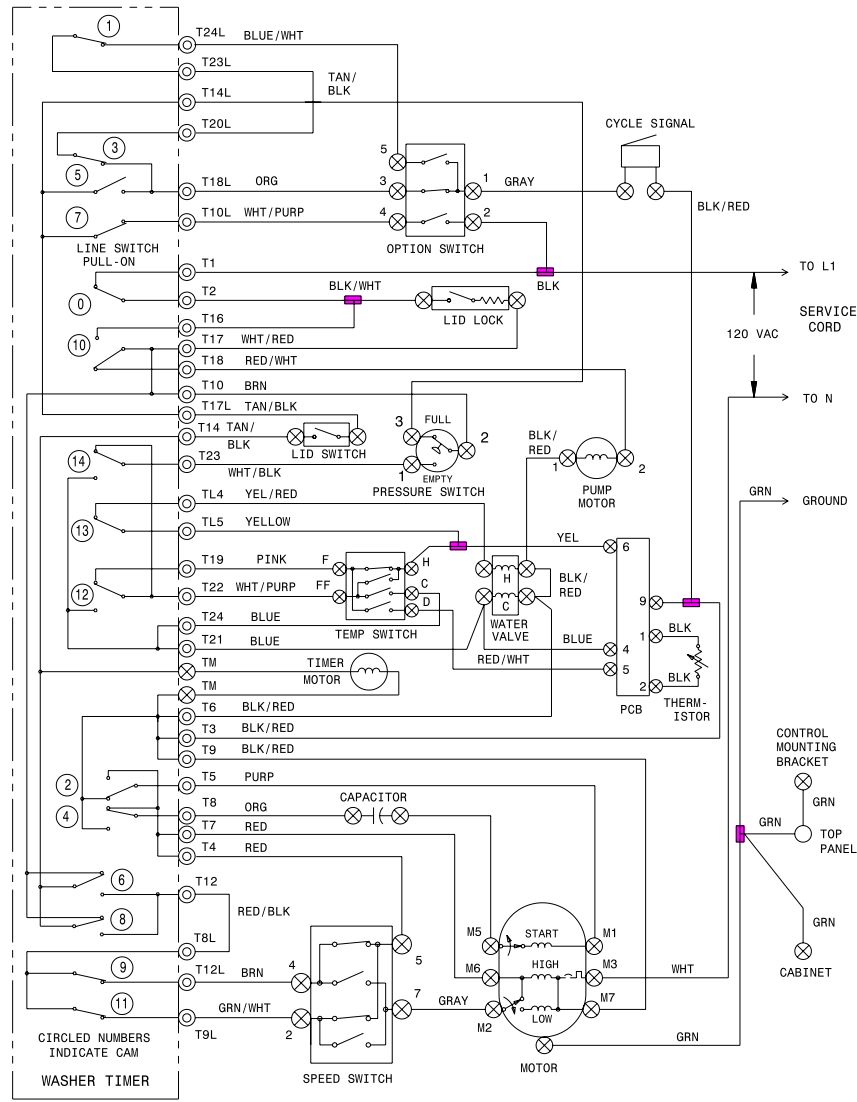 1
T24L BLUE/WHT
T23L
TAN/
BLK
T14L
T20L
CYCLE SIGNAL
3
5
5
T18L ORG
3
1
GRAY
7
T10L WHT/PURP
4
2
BLK/RED
LINE SWITCH
PULL-ON
OPTION SWITCH
T1
BLK
TO L1
0
T2
BLK/WHT
LID LOCK
SERVICE
CORD
120 VAC
T16
10
T17 WHT/RED
T18 RED/WHT
T10 BRN
TO N
T17L TAN/BLK
T14 TAN/
BLK
LID SWITCH
3
FULL
2
1
EMPTY
PRESSURE SWITCH
BLK/
RED
1
2
PUMP
MOTOR
14
T23
WHT/BLK
GRN
GROUND
TL4 YEL/RED
13
TL5 YELLOW
YEL
6
T19 PINK
F
H
H
BLK/
RED
12
T22 WHT/PURP
FF
C
D
C
9
TEMP SWITCH
WATER
VALVE
T24 BLUE
1
BLK
T21 BLUE
BLUE
4
RED/WHT
5
TM
TIMER
MOTOR
2
BLK
TM
PCB
THERM-
ISTOR
T6 BLK/RED
T3 BLK/RED
T9 BLK/RED
CONTROL
MOUNTING
BRACKET
2
T5 PURP
GRN
4
T8 ORG
CAPACITOR
T7 RED
GRN
TOP
PANEL
T4 RED
6
T12
RED/BLK
GRN
8
T8L
CABINET
M5
START
M1
5
9
T12L BRN
4
M6
HIGH
M3
WHT
11
GRN/WHT
T9L
2
7
GRAY
M2
LOW
M7
CIRCLED NUMBERS
INDICATE CAM
GRN
WASHER TIMER
SPEED SWITCH
MOTOR